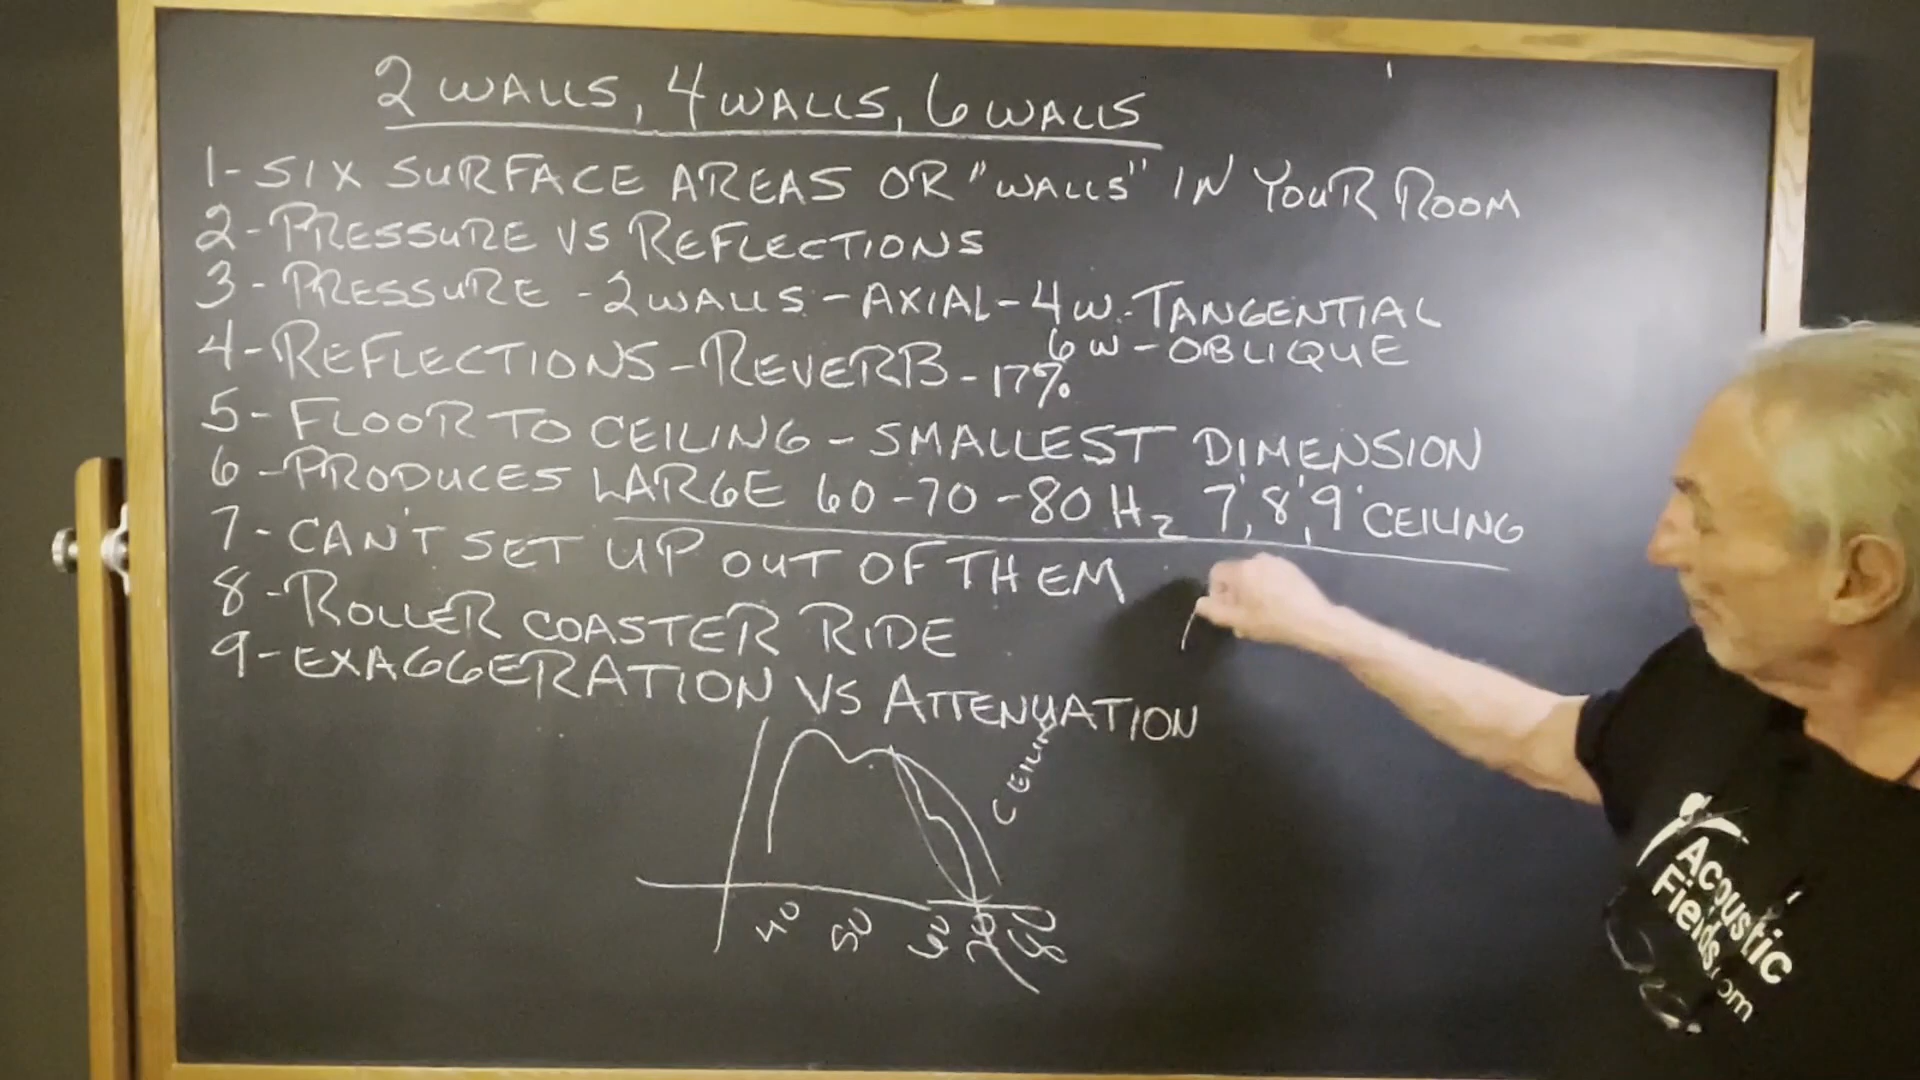 2 WALLS, 4 WALLS, 6 WALLS
1-SIX SURFACE AREAS OR "WALLS" IN YOUR ROOM
2-PRESSURE VS REFLECTIONS
3-PRESSURE -2 WALLS-AXIAL-4 W.-TANGENTIAL
6 W-OBLIQUE
4-REFLECTIONS-REVERB-17%
5-FLOOR TO CEILING-SMALLEST DIMENSION
6-PRODUCES LARGE 60-70-80 Hz 7', 8', 9' CEILING
7-CAN'T SET UP OUT OF THEM
8-ROLLER COASTER RIDE
9-EXAGGERATION VS ATTENUATION
CEILING
40 50 60 70 80
Acoustic
Fields.com